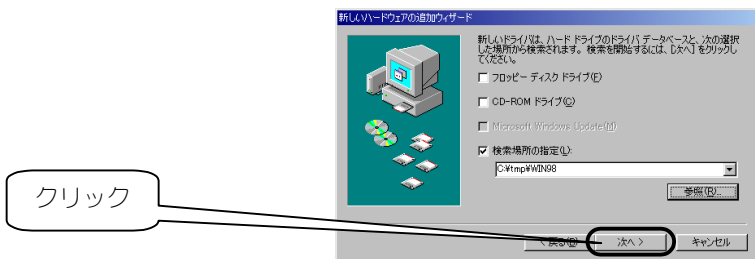 新しいハードウェアの追加ウィザード
新しいドライバは、ハード ドライブのドライバ データベースと、次の選択
した場所から検索されます。検索を開始するには、[次へ] をクリックし
てください。
フロッピー ディスク ドライブ(F)
CD-ROM ドライブ(C)
Microsoft Windows Update(M)
検索場所の指定(L):
C:¥tmp¥WIN98
参照(R)...
クリック
< 戻る(B)
次へ >
キャンセル